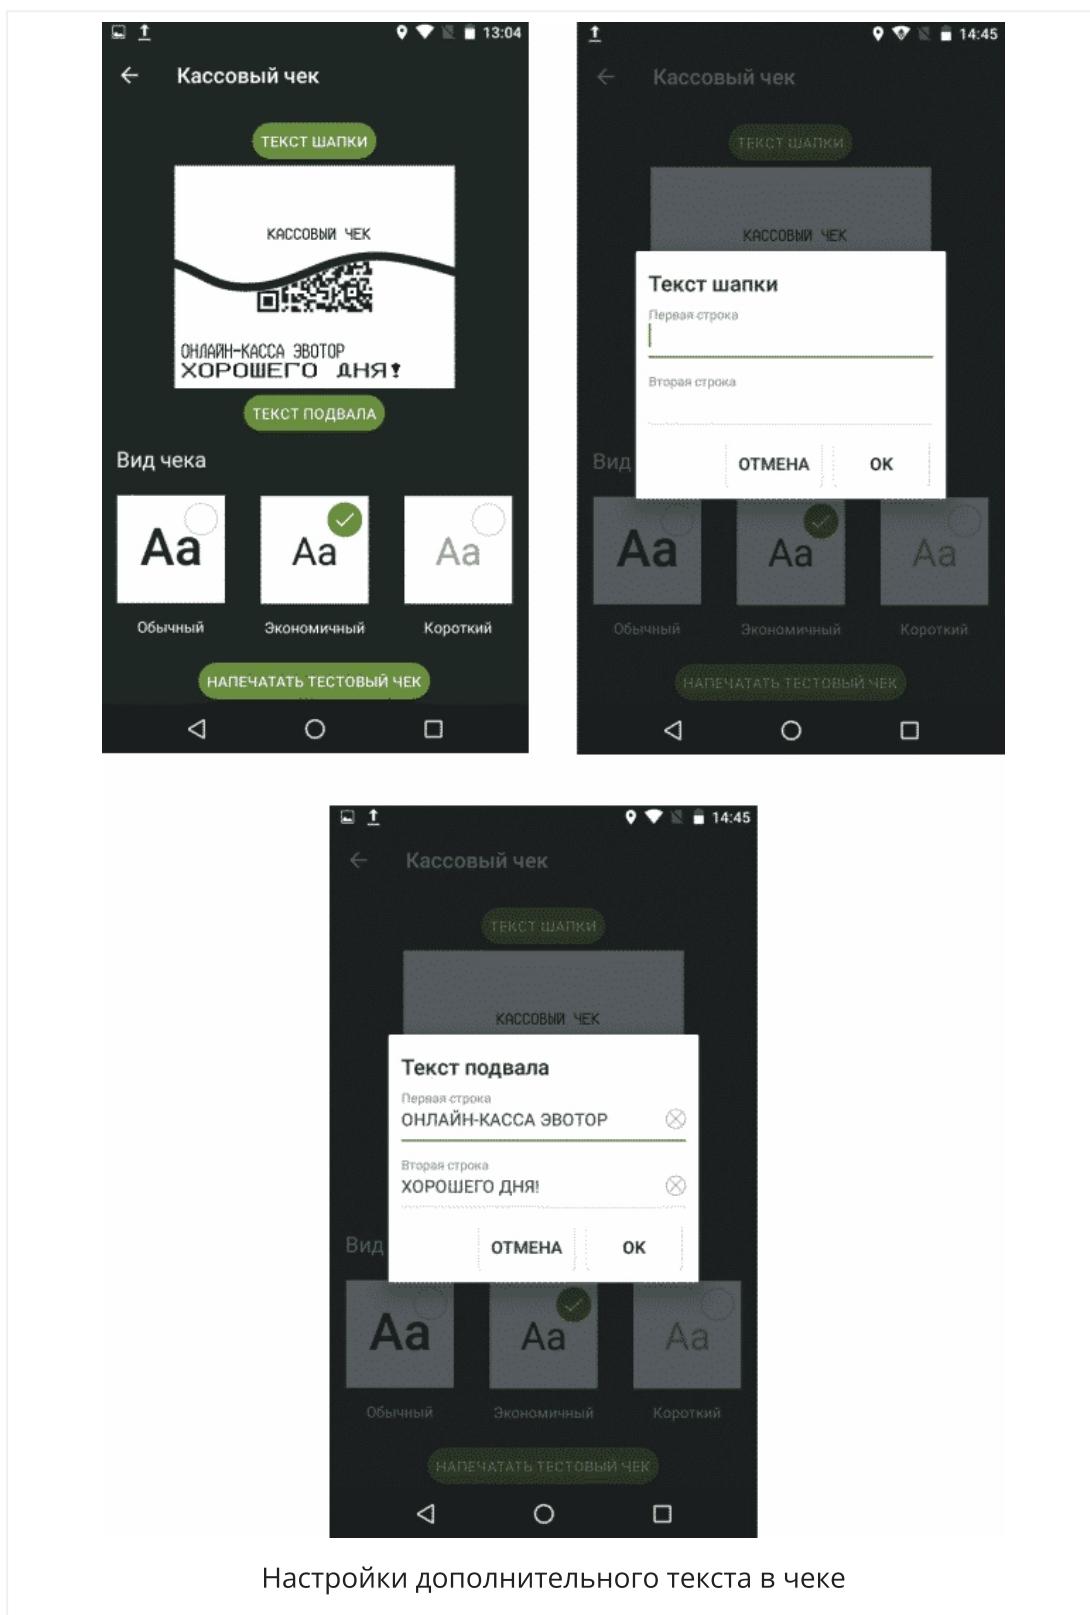 13:04
Кассовый чек
ТЕКСТ ШАПКИ
КАССОВЫЙ ЧЕК
ОНЛАЙН-КАССА ЭВОТОР
ХОРОШЕГО ДНЯ!
ТЕКСТ ПОДВАЛА
Вид чека
Aa Aa Aa
Обычный Экономичный Короткий
НАПЕЧАТАТЬ ТЕСТОВЫЙ ЧЕК
14:45
Кассовый чек
ТЕКСТ ШАПКИ
КАССОВЫЙ ЧЕК
Текст шапки
Первая строка
Вторая строка
ОТМЕНА ОК
Вид
Aa Aa Aa
Обычный Экономичный Короткий
НАПЕЧАТАТЬ ТЕСТОВЫЙ ЧЕК
14:45
Кассовый чек
ТЕКСТ ШАПКИ
КАССОВЫЙ ЧЕК
Текст подвала
Первая строка
ОНЛАЙН-КАССА ЭВОТОР
Вторая строка
ХОРОШЕГО ДНЯ!
ОТМЕНА ОК
Вид
Aa Aa Aa
Обычный Экономичный Короткий
НАПЕЧАТАТЬ ТЕСТОВЫЙ ЧЕК
Настройки дополнительного текста в чеке